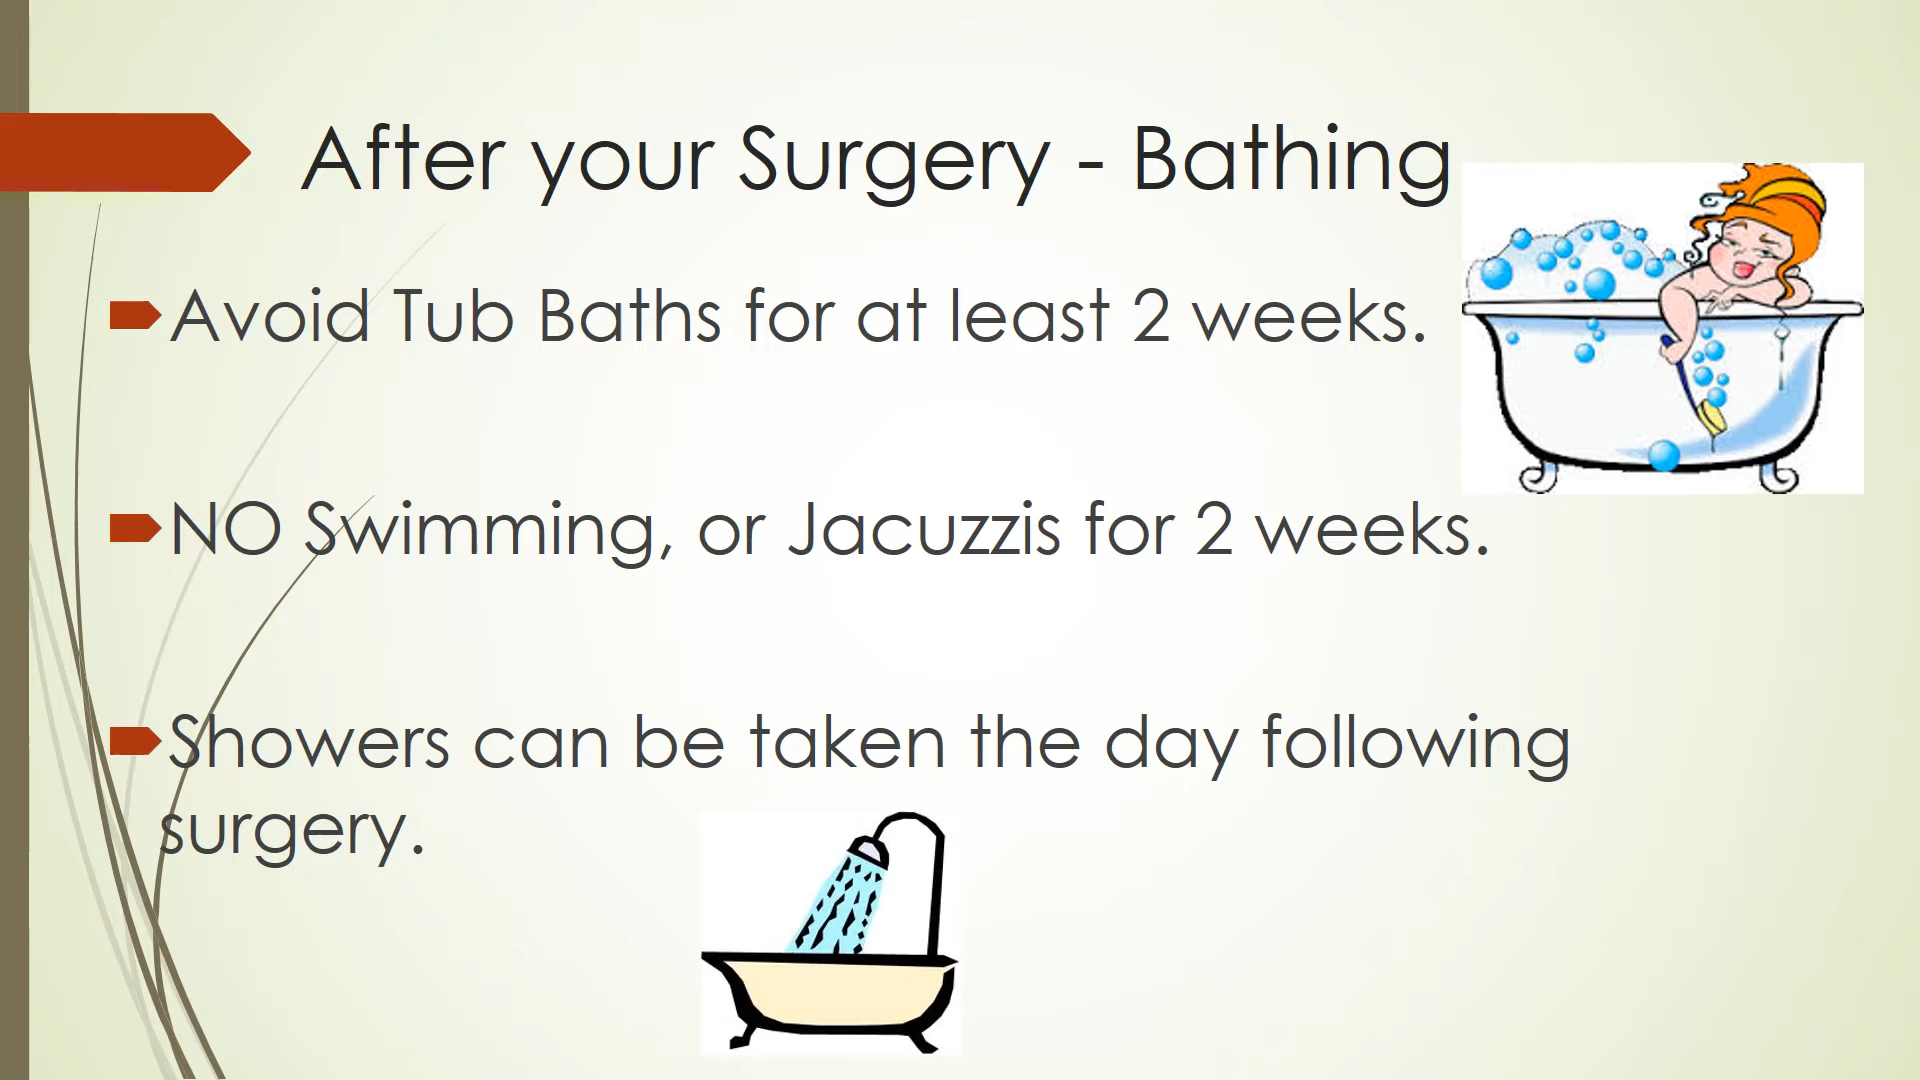 After your Surgery - Bathing
Avoid Tub Baths for at least 2 weeks.
NO Swimming, or Jacuzzis for 2 weeks.
Showers can be taken the day following
surgery.